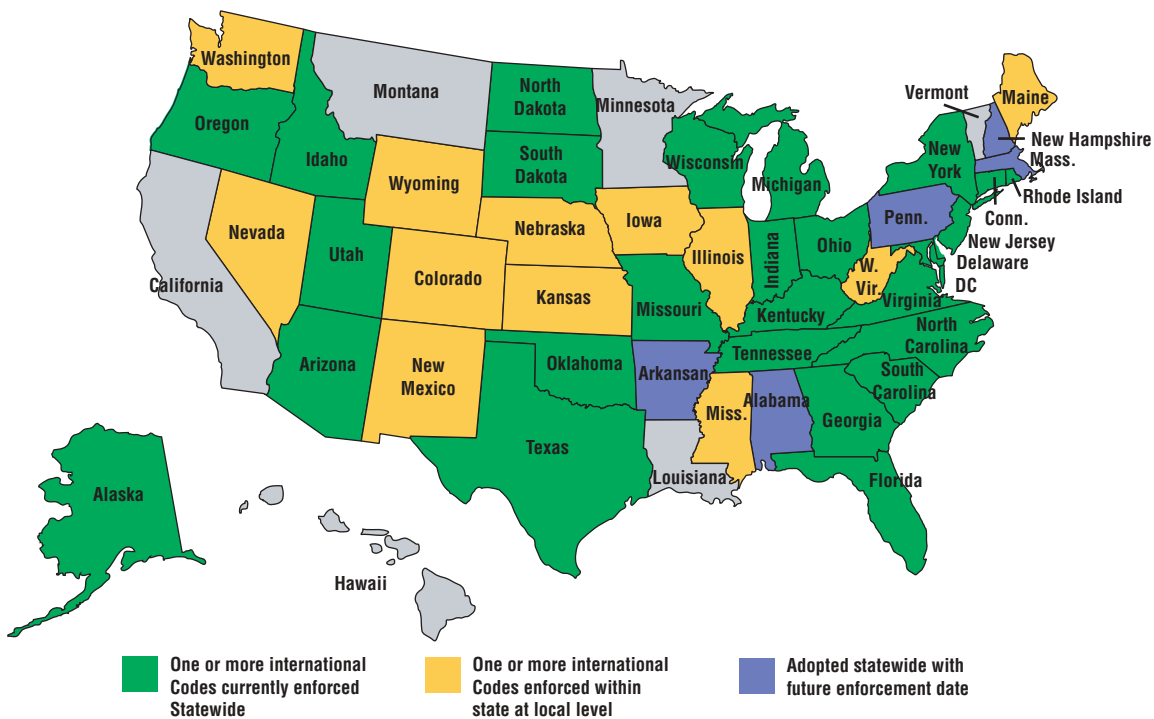 Washington
Montana
North
Dakota
Minnesota
Vermont
Maine
Oregon
Idaho
Wyoming
South
Dakota
Wisconsin
Michigan
New
York
New Hampshire
Mass.
Rhode Island
Conn.
New Jersey
Delaware
DC
Nevada
Utah
Colorado
Nebraska
Iowa
Illinois
Indiana
Ohio
Penn.
W.
Vir.
Virginia
California
Kansas
Missouri
Kentucky
North
Carolina
Arizona
New
Mexico
Oklahoma
Arkansan
Tennessee
South
Carolina
Texas
Miss.
Alabama
Georgia
Louisiana
Florida
Alaska
Hawaii
One or more international
Codes currently enforced
Statewide
One or more international
Codes enforced within
state at local level
Adopted statewide with
future enforcement date